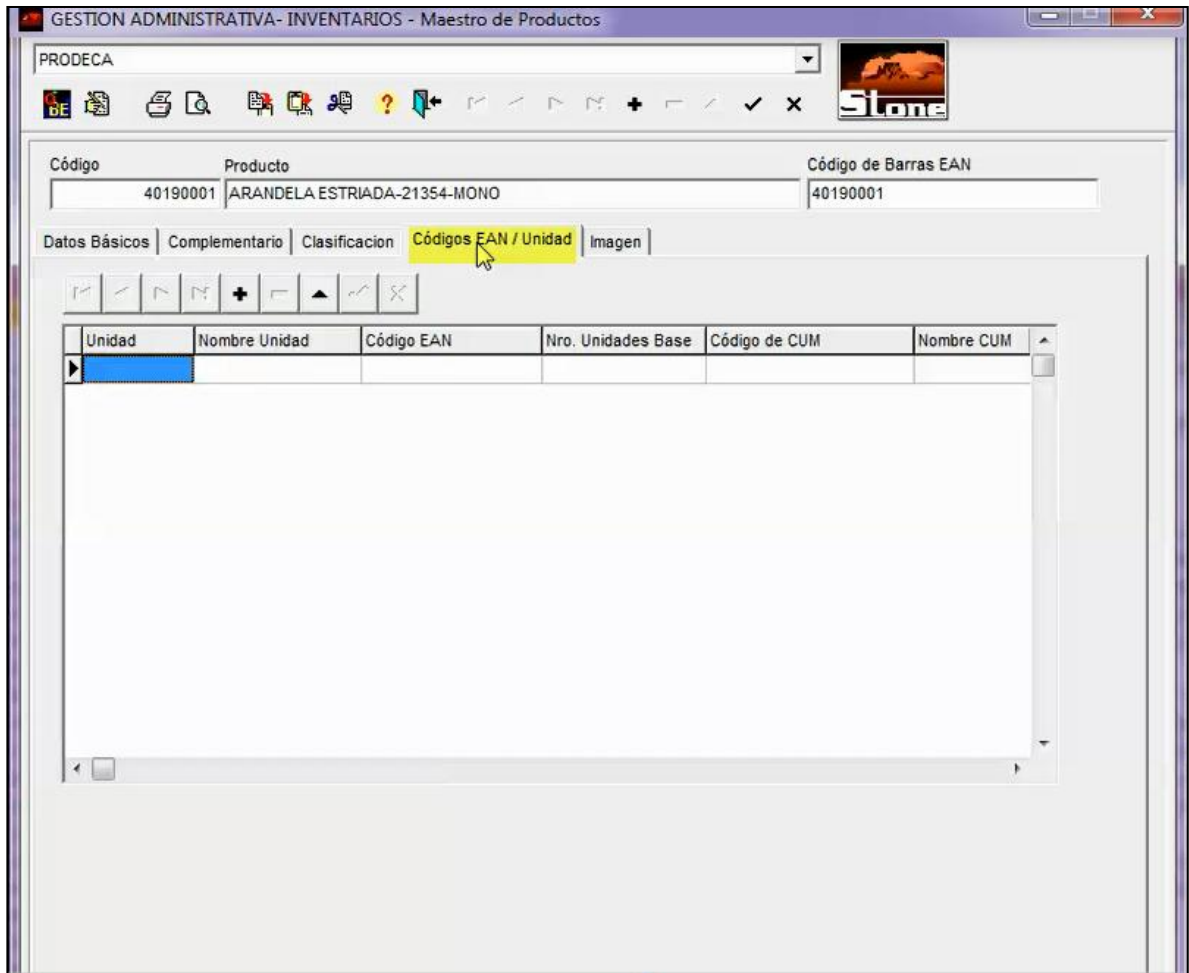 GESTION ADMINISTRATIVA- INVENTARIOS - Maestro de Productos
PRODECA
Stone
Código Producto Código de Barras EAN
40190001 ARANDELA ESTRIADA-21354-MONO 40190001
Datos Básicos Complementario Clasificacion Códigos EAN / Unidad Imagen
Unidad Nombre Unidad Código EAN Nro. Unidades Base Código de CUM Nombre CUM